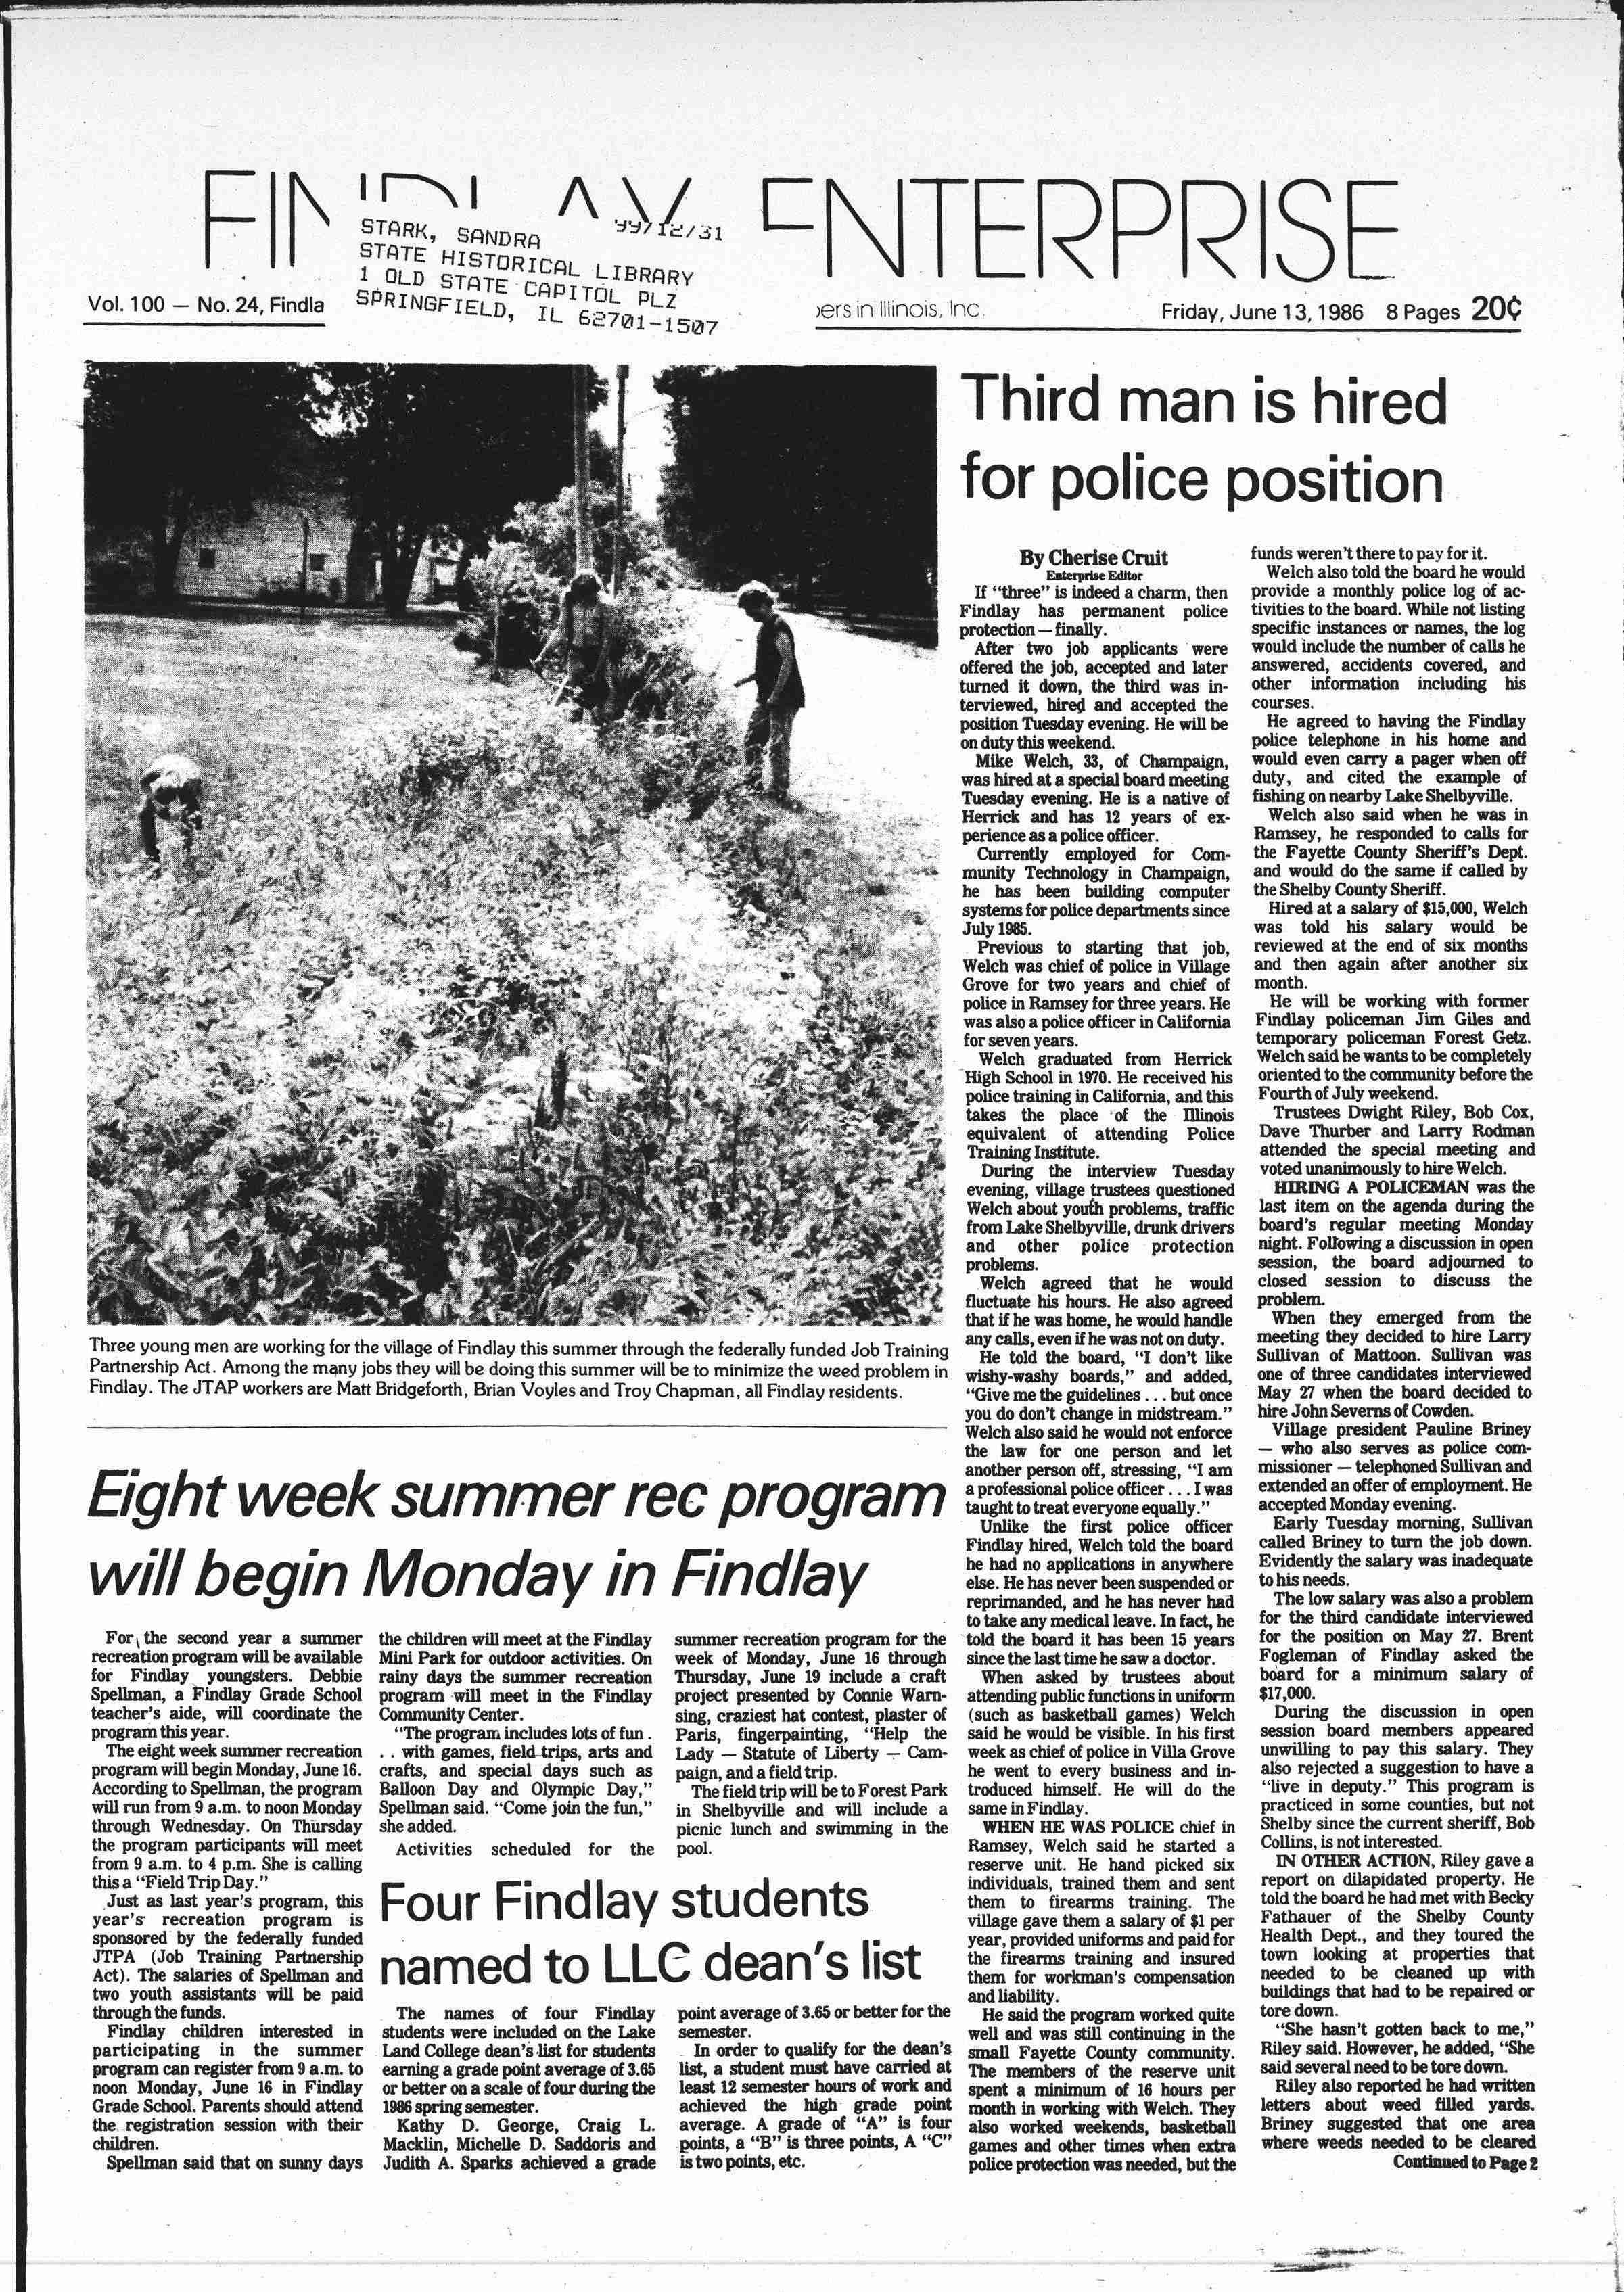 FINDLAY ENTERPRISE
STARK, SANDRA 99/12/31
STATE HISTORICAL LIBRARY
1 OLD STATE CAPITOL PLZ
SPRINGFIELD, IL 62701-1507
Vol. 100 — No. 24, Findla
ers in Illinois, Inc.
Friday, June 13, 1986 8 Pages 20¢
Three young men are working for the village of Findlay this summer through the federally funded Job Training
Partnership Act. Among the many jobs they will be doing this summer will be to minimize the weed problem in
Findlay. The JTAP workers are Matt Bridgeforth, Brian Voyles and Troy Chapman, all Findlay residents.
Third man is hired
for police position
By Cherise Cruit
Enterprise Editor
If "three" is indeed a charm, then
Findlay has permanent police
protection — finally.
After two job applicants were
offered the job, accepted and later
turned it down, the third was in-
terviewed, hired and accepted the
position Tuesday evening. He will be
on duty this weekend.
Mike Welch, 33, of Champaign,
was hired at a special board meeting
Tuesday evening. He is a native of
Herrick and has 12 years of ex-
perience as a police officer.
Currently employed for Com-
munity Technology in Champaign,
he has been building computer
systems for police departments since
July 1985.
Previous to starting that job,
Welch was chief of police in Village
Grove for two years and chief of
police in Ramsey for three years. He
was also a police officer in California
for seven years.
Welch graduated from Herrick
High School in 1970. He received his
police training in California, and this
takes the place of the Illinois
equivalent of attending Police
Training Institute.
During the interview Tuesday
evening, village trustees questioned
Welch about youth problems, traffic
from Lake Shelbyville, drunk drivers
and other police protection
problems.
Welch agreed that he would
fluctuate his hours. He also agreed
that if he was home, he would handle
any calls, even if he was not on duty.
He told the board, "I don't like
wishy-washy boards," and added,
"Give me the guidelines . . . but once
you do don't change in midstream."
Welch also said he would not enforce
the law for one person and let
another person off, stressing, "I am
a professional police officer . . . I was
taught to treat everyone equally."
Unlike the first police officer
Findlay hired, Welch told the board
he had no applications in anywhere
else. He has never been suspended or
reprimanded, and he has never had
to take any medical leave. In fact, he
told the board it has been 15 years
since the last time he saw a doctor.
When asked by trustees about
attending public functions in uniform
(such as basketball games) Welch
said he would be visible. In his first
week as chief of police in Villa Grove
he went to every business and in-
troduced himself. He will do the
same in Findlay.
WHEN HE WAS POLICE chief in
Ramsey, Welch said he started a
reserve unit. He hand picked six
individuals, trained them and sent
them to firearms training. The
village gave them a salary of $1 per
year, provided uniforms and paid for
the firearms training and insured
them for workman's compensation
and liability.
He said the program worked quite
well and was still continuing in the
small Fayette County community.
The members of the reserve unit
spent a minimum of 16 hours per
month in working with Welch. They
also worked weekends, basketball
games and other times when extra
police protection was needed, but the
funds weren't there to pay for it.
Welch also told the board he would
provide a monthly police log of ac-
tivities to the board. While not listing
specific instances or names, the log
would include the number of calls he
answered, accidents covered, and
other information including his
courses.
He agreed to having the Findlay
police telephone in his home and
would even carry a pager when off
duty, and cited the example of
fishing on nearby Lake Shelbyville.
Welch also said when he was in
Ramsey, he responded to calls for
the Fayette County Sheriff's Dept.
and would do the same if called by
the Shelby County Sheriff.
Hired at a salary of $15,000, Welch
was told his salary would be
reviewed at the end of six months
and then again after another six
month.
He will be working with former
Findlay policeman Jim Giles and
temporary policeman Forest Getz.
Welch said he wants to be completely
oriented to the community before the
Fourth of July weekend.
Trustees Dwight Riley, Bob Cox,
Dave Thurber and Larry Rodman
attended the special meeting and
voted unanimously to hire Welch.
HIRING A POLICEMAN was the
last item on the agenda during the
board's regular meeting Monday
night. Following a discussion in open
session, the board adjourned to
closed session to discuss the
problem.
When they emerged from the
meeting they decided to hire Larry
Sullivan of Mattoon. Sullivan was
one of three candidates interviewed
May 27 when the board decided to
hire John Severns of Cowden.
Village president Pauline Briney
— who also serves as police com-
missioner — telephoned Sullivan and
extended an offer of employment. He
accepted Monday evening.
Early Tuesday morning, Sullivan
called Briney to turn the job down.
Evidently the salary was inadequate
to his needs.
The low salary was also a problem
for the third candidate interviewed
for the position on May 27. Brent
Fogleman of Findlay asked the
board for a minimum salary of
$17,000.
During the discussion in open
session board members appeared
unwilling to pay this salary. They
also rejected a suggestion to have a
"live in deputy." This program is
practiced in some counties, but not
Shelby since the current sheriff, Bob
Collins, is not interested.
IN OTHER ACTION, Riley gave a
report on dilapidated property. He
told the board he had met with Becky
Fathauer of the Shelby County
Health Dept., and they toured the
town looking at properties that
needed to be cleaned up with
buildings that had to be repaired or
tore down.
"She hasn't gotten back to me,"
Riley said. However, he added, "She
said several need to be tore down.
Riley also reported he had written
letters about weed filled yards.
Briney suggested that one area
where weeds needed to be cleared
Continued to Page 2
Eight week summer rec program
will begin Monday in Findlay
For the second year a summer
recreation program will be available
for Findlay youngsters. Debbie
Spellman, a Findlay Grade School
teacher's aide, will coordinate the
program this year.
The eight week summer recreation
program will begin Monday, June 16.
According to Spellman, the program
will run from 9 a.m. to noon Monday
through Wednesday. On Thursday
the program participants will meet
from 9 a.m. to 4 p.m. She is calling
this a "Field Trip Day."
Just as last year's program, this
year's recreation program is
sponsored by the federally funded
JTPA (Job Training Partnership
Act). The salaries of Spellman and
two youth assistants will be paid
through the funds.
Findlay children interested in
participating in the summer
program can register from 9 a.m. to
noon Monday, June 16 in Findlay
Grade School. Parents should attend
the registration session with their
children.
Spellman said that on sunny days
the children will meet at the Findlay
Mini Park for outdoor activities. On
rainy days the summer recreation
program will meet in the Findlay
Community Center.
"The program includes lots of fun .
. . with games, field trips, arts and
crafts, and special days such as
Balloon Day and Olympic Day,"
Spellman said. "Come join the fun,"
she added.
Activities scheduled for the
summer recreation program for the
week of Monday, June 16 through
Thursday, June 19 include a craft
project presented by Connie Warn-
sing, craziest hat contest, plaster of
Paris, fingerpainting, "Help the
Lady — Statute of Liberty — Cam-
paign, and a field trip.
The field trip will be to Forest Park
in Shelbyville and will include a
picnic lunch and swimming in the
pool.
Four Findlay students
named to LLC dean's list
The names of four Findlay
students were included on the Lake
Land College dean's list for students
earning a grade point average of 3.65
or better on a scale of four during the
1986 spring semester.
Kathy D. George, Craig L.
Macklin, Michelle D. Saddoris and
Judith A. Sparks achieved a grade
point average of 3.65 or better for the
semester.
In order to qualify for the dean's
list, a student must have carried at
least 12 semester hours of work and
achieved the high grade point
average. A grade of "A" is four
points, a "B" is three points, A "C"
is two points, etc.